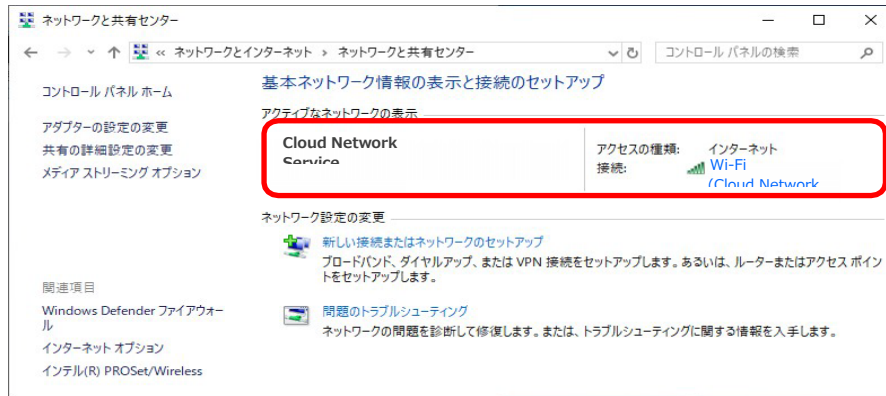 ネットワークと共有センター
« ネットワークとインターネット › ネットワークと共有センター
コントロール パネルの検索
コントロール パネル ホーム
アダプターの設定の変更
共有の詳細設定の変更
メディア ストリーミング オプション
関連項目
Windows Defender ファイアウォー
ル
インターネット オプション
インテル(R) PROSet/Wireless
基本ネットワーク情報の表示と接続のセットアップ
アクティブなネットワークの表示
Cloud Network
Service
アクセスの種類: インターネット
接続: Wi-Fi
(Cloud Network
ネットワーク設定の変更
新しい接続またはネットワークのセットアップ
ブロードバンド、ダイヤルアップ、または VPN 接続をセットアップします。あるいは、ルーターまたはアクセス ポイン
トをセットアップします。
問題のトラブルシューティング
ネットワークの問題を診断して修復します。または、トラブルシューティングに関する情報を入手します。